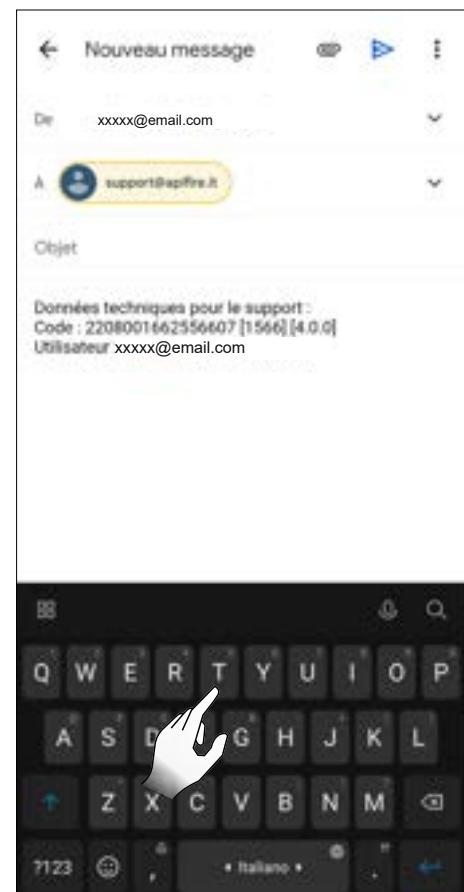 Nouveau message
De xxxxx@email.com
À support@apifire.it
Objet
Données techniques pour le support :
Code : 2208001662556607 [1566] [4.0.0]
Utilisateur xxxxx@email.com
Q W E R T Y U I O P
A S D G H J K L
Z X C V B N M
?123 , • Italiano • .